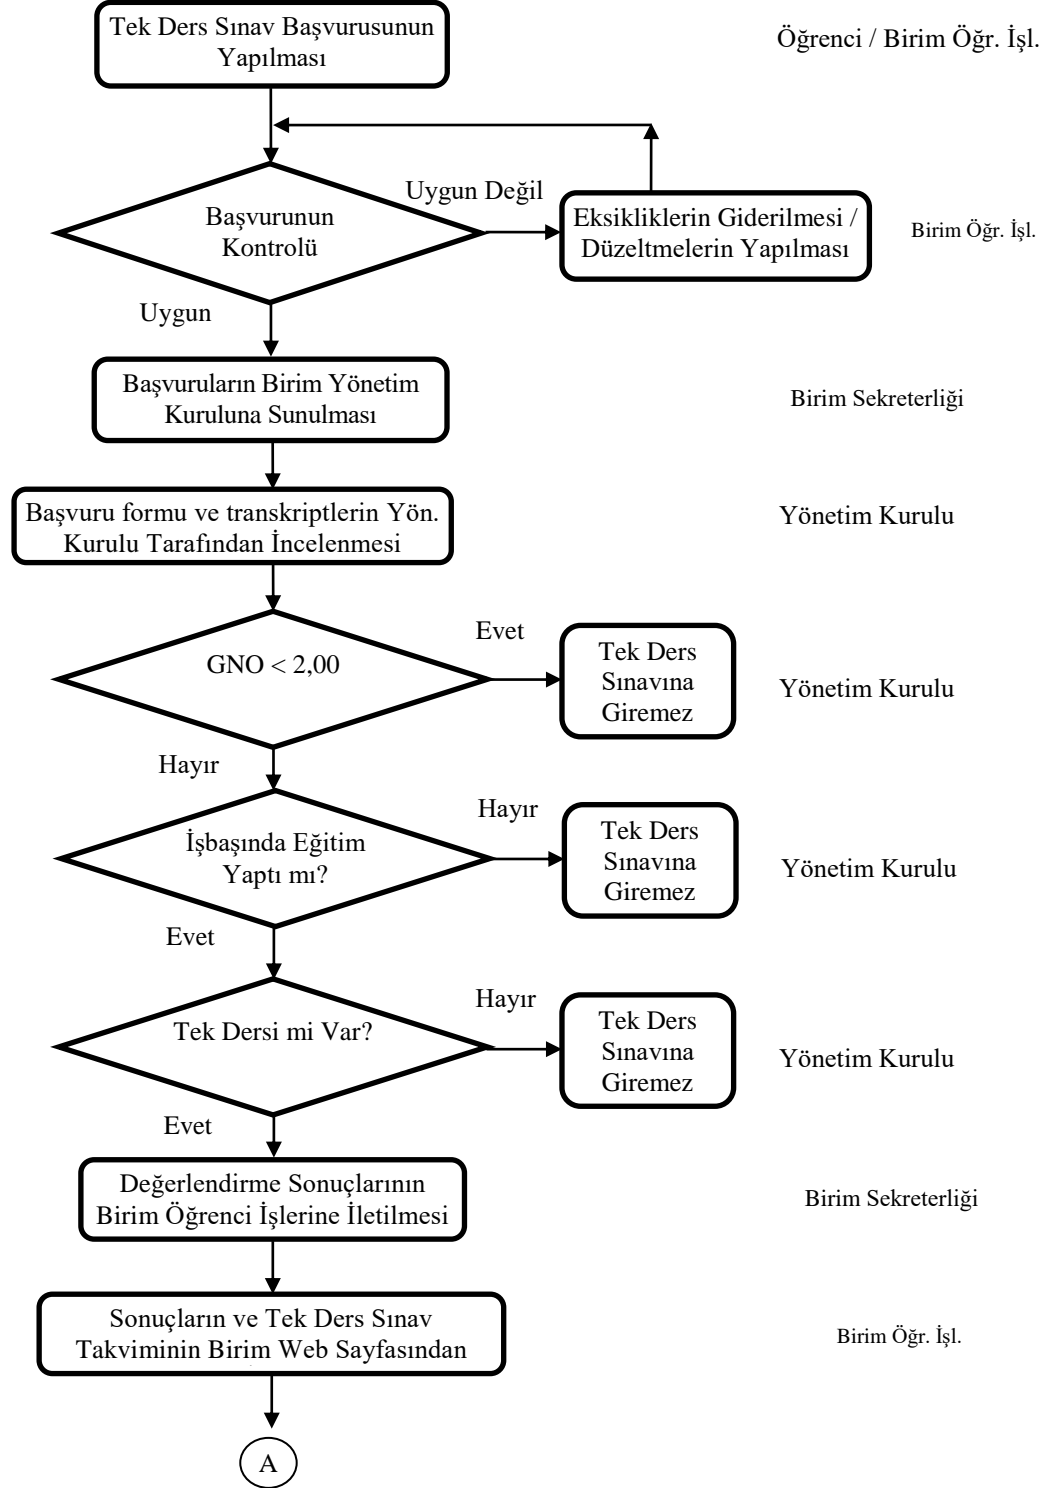 Tek Ders Sınav Başvurusunun
Yapılması
Öğrenci / Birim Öğr. İşl.
Başvurunun
Kontrolü
Uygun Değil
Eksikliklerin Giderilmesi /
Düzeltmelerin Yapılması
Birim Öğr. İşl.
Uygun
Başvuruların Birim Yönetim
Kuruluna Sunulması
Birim Sekreterliği
Başvuru formu ve transkriptlerin Yön.
Kurulu Tarafından İncelenmesi
Yönetim Kurulu
GNO < 2,00
Evet
Tek Ders
Sınavına
Giremez
Yönetim Kurulu
Hayır
İşbaşında Eğitim
Yaptı mı?
Hayır
Tek Ders
Sınavına
Giremez
Yönetim Kurulu
Evet
Tek Dersi mi Var?
Hayır
Tek Ders
Sınavına
Giremez
Yönetim Kurulu
Evet
Değerlendirme Sonuçlarının
Birim Öğrenci İşlerine İletilmesi
Birim Sekreterliği
Sonuçların ve Tek Ders Sınav
Takviminin Birim Web Sayfasından
Birim Öğr. İşl.
A